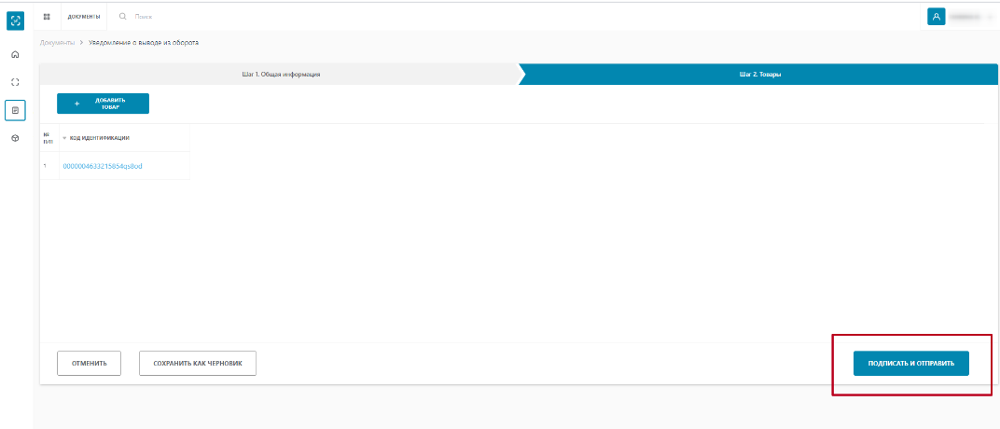 ДОКУМЕНТЫ
Поиск
Документы > Уведомление о выводе из оборота
Шаг 1. Общая информация
Шаг 2. Товары
+ ДОБАВИТЬ
ТОВАР
№
П/П
КОД ИДЕНТИФИКАЦИИ
1
0000004633215854qsBod
ОТМЕНИТЬ
СОХРАНИТЬ КАК ЧЕРНОВИК
ПОДПИСАТЬ И ОТПРАВИТЬ